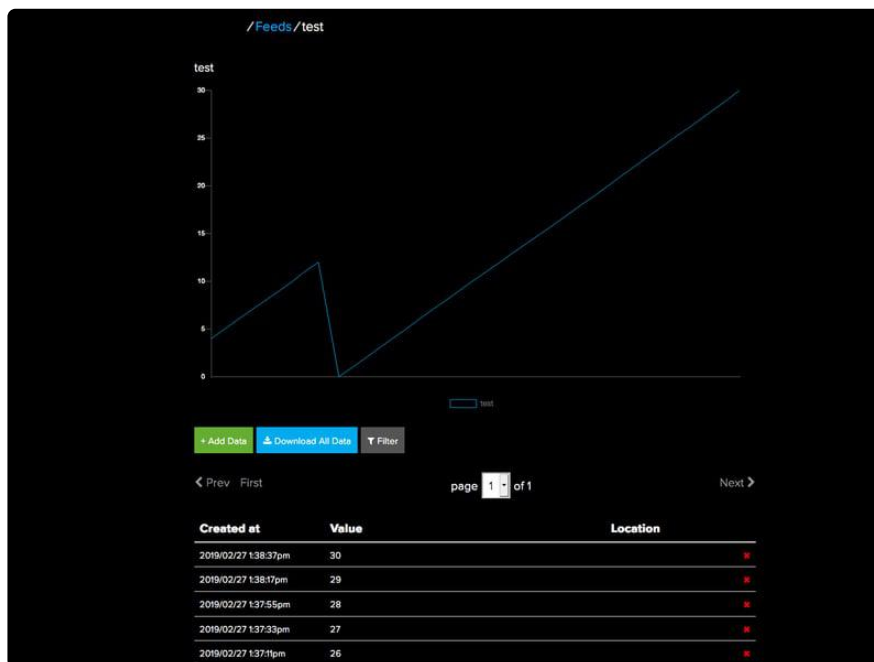 /Feeds/test
test
30
25
20
15
10
5
0
test
+ Add Data Download All Data Filter
Prev First page 1 of 1 Next
Created at Value Location
2019/02/27 1:38:37pm 30
2019/02/27 1:38:17pm 29
2019/02/27 1:37:55pm 28
2019/02/27 1:37:33pm 27
2019/02/27 1:37:11pm 26